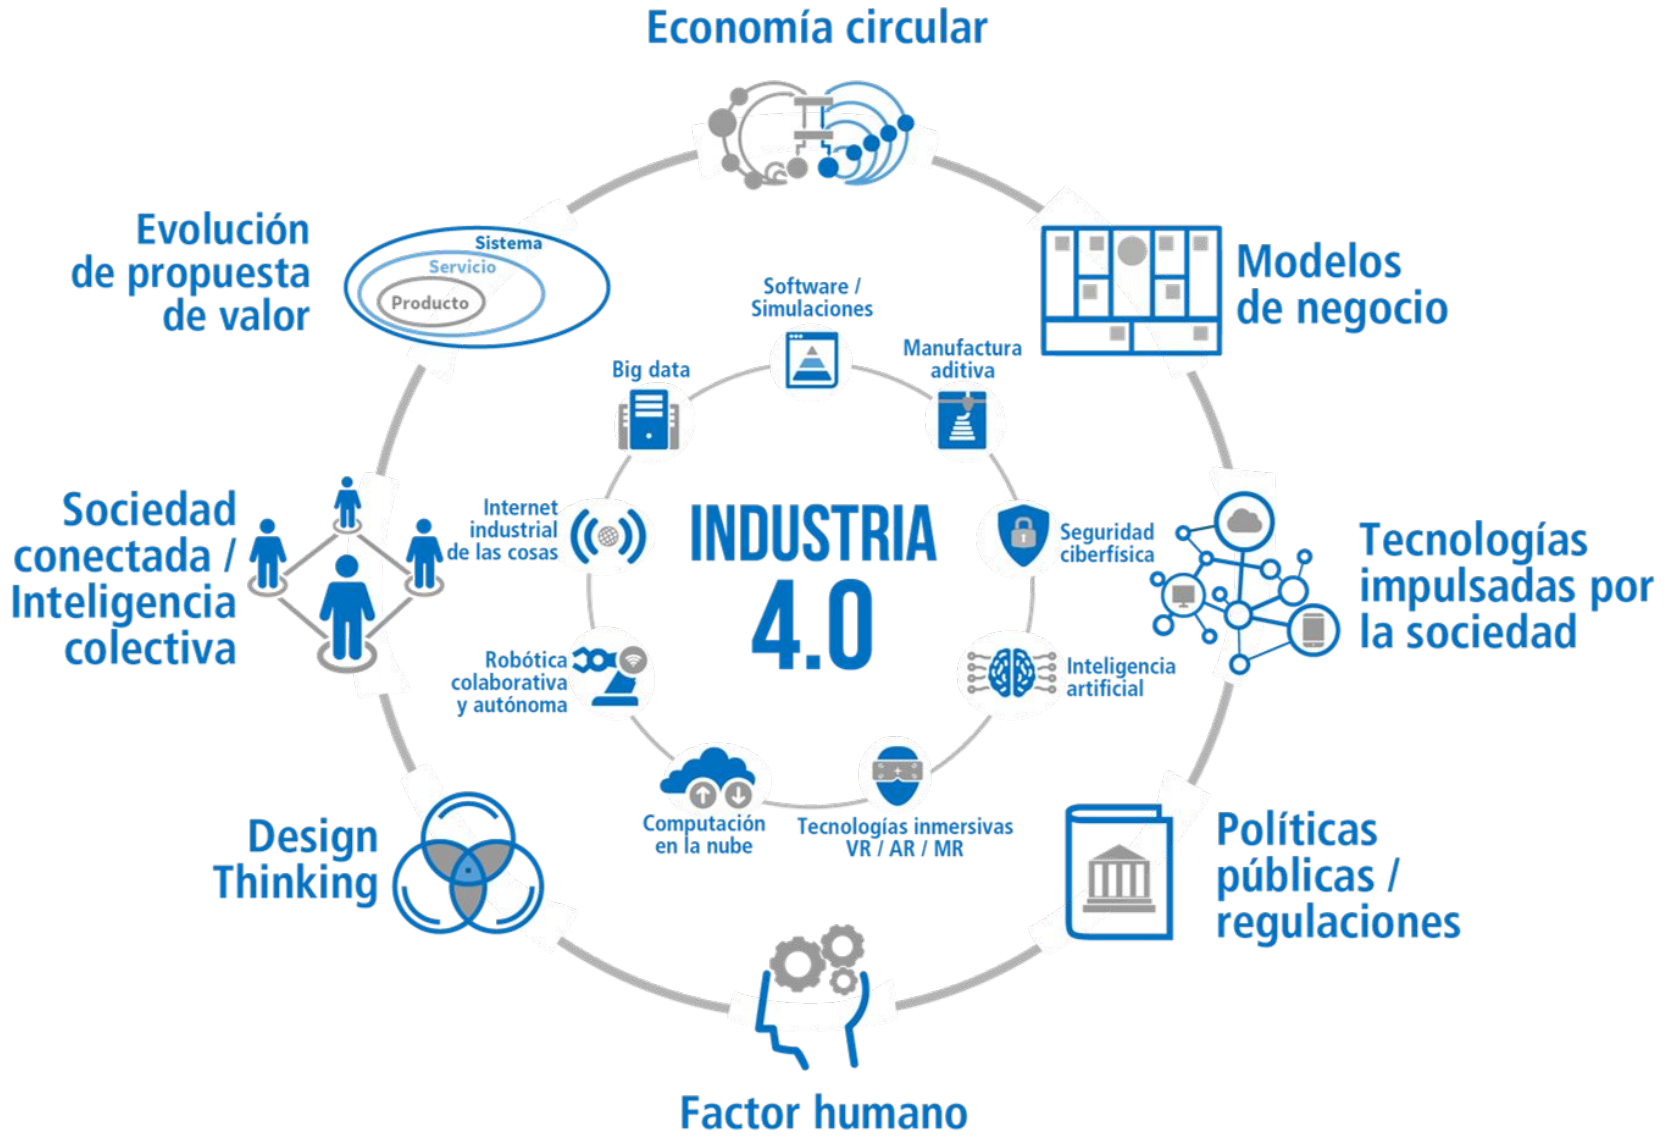 Economía circular
Evolución
de propuesta
de valor
Sistema
Servicio
Producto
Modelos
de negocio
Software /
Simulaciones
Manufactura
aditiva
Big data
Internet
industrial
de las cosas
INDUSTRIA
4.0
Seguridad
ciberfísica
Sociedad
conectada /
Inteligencia
colectiva
Tecnologías
impulsadas por
la sociedad
Robótica
colaborativa
y autónoma
Inteligencia
artificial
Computación
en la nube
Tecnologías inmersivas
VR / AR / MR
Design
Thinking
Políticas
públicas /
regulaciones
Factor humano